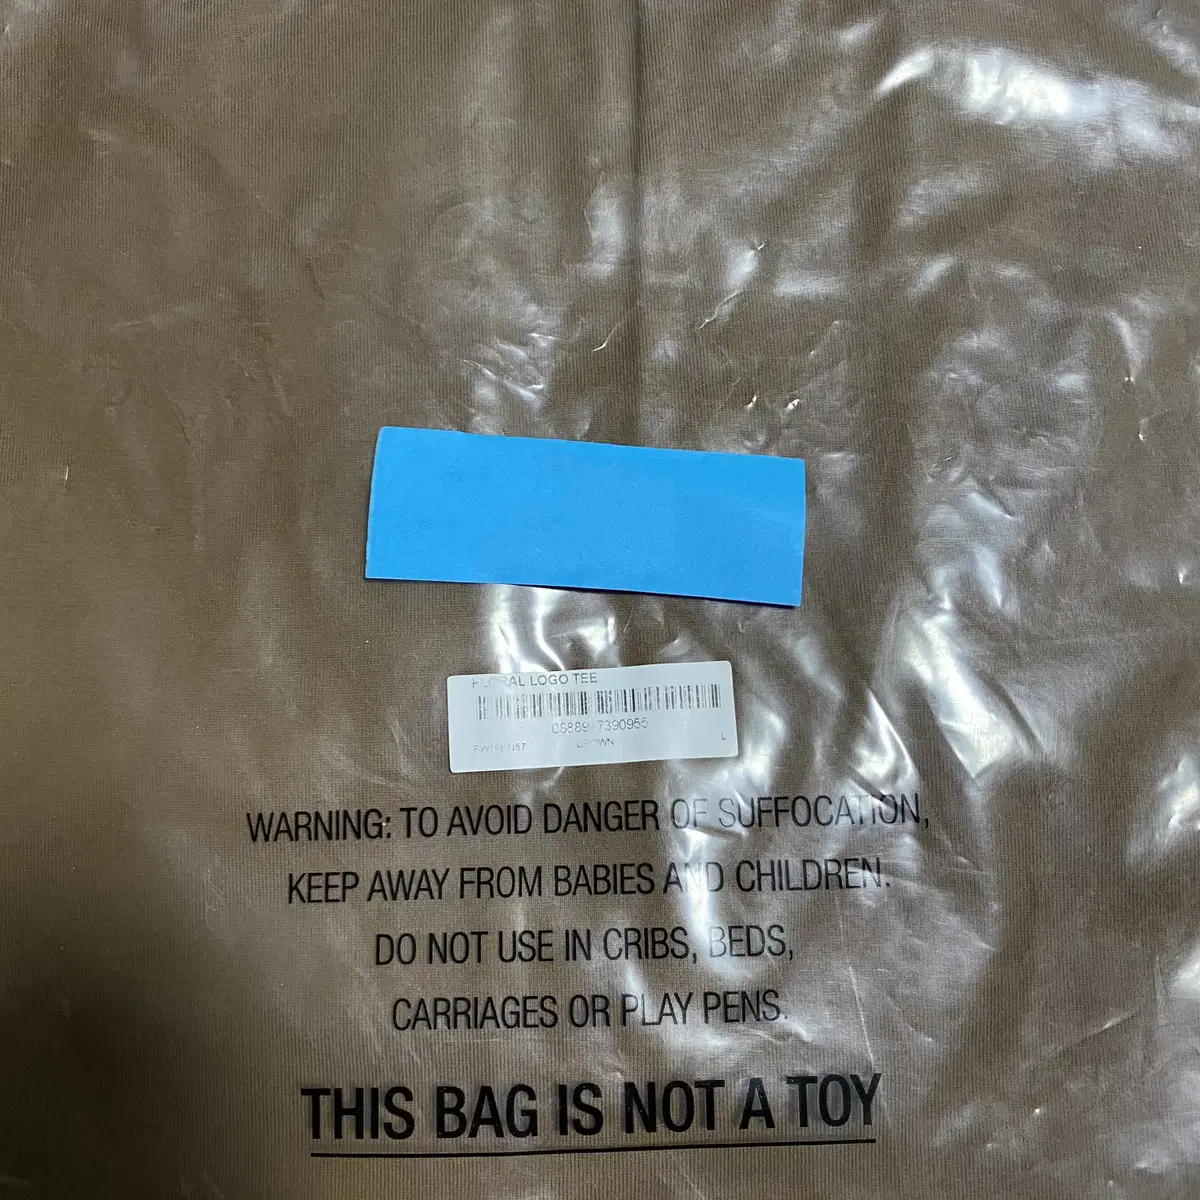 LOGO TEE
7390955
L
WARNING: TO AVOID DANGER OF SUFFOCATION,
KEEP AWAY FROM BABIES AND CHILDREN.
DO NOT USE IN CRIBS, BEDS,
CARRIAGES OR PLAY PENS.
THIS BAG IS NOT A TOY